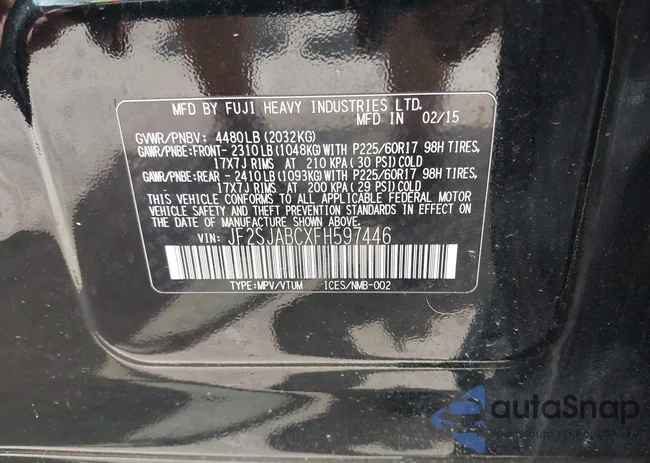 MFD BY FUJI HEAVY INDUSTRIES LTD.
MFD IN 02/15
GVWR/PNBV: 4480LB(2032KG)
GAWR/PNBE:FRONT-2310LB(1048KG)WITH P225/60R17 98H TIRES,
17X7J RIMS AT 210 KPA(30 PSI)COLD
GAWR/PNBE:REAR -2410LB(1093KG)WITH P225/60R17 98H TIRES,
17X7J RIMS AT 200 KPA(29 PSI)COLD
THIS VEHICLE CONFORMS TO ALL APPLICABLE FEDERAL MOTOR
VEHICLE SAFETY AND THEFT PREVENTION STANDARDS IN EFFECT
ON THE DATE OF MANUFACTURE SHOWN ABOVE.
VIN: JF2SJABCXFH597446
TYPE:MPV/VTUM ICES/NMB-002
autoSnap